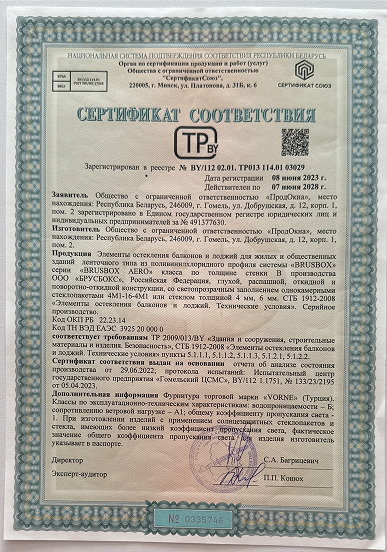 НАЦИОНАЛЬНАЯ СИСТЕМА ПОДТВЕРЖДЕНИЯ СООТВЕТСТВИЯ РЕСПУБЛИКИ БЕЛАРУСЬ
Орган по сертификации продукции и работ (услуг)
Общества с ограниченной ответственностью
"СертификатСоюз",
220005, г. Минск, ул. Платонова, д. 31Б, к. 6
СЕРТИФИКАТ СОЮЗ
СЕРТИФИКАТ СООТВЕТСТВИЯ
ТР BY
Зарегистрирован в реестре № BY/112 02.01. ТР013 114.01 03029
Дата регистрации 08 июня 2023 г.
Действителен до 07 июня 2028 г.
Заявитель Общество с ограниченной ответственностью «ПродОкна», место
нахождения: Республика Беларусь, 246009, г. Гомель, ул. Добрушская, д. 12, корп. 1,
пом. 2 зарегистрировано в Едином государственном регистре юридических лиц и
индивидуальных предпринимателей за № 491377630.
Изготовитель Общество с ограниченной ответственностью «ПродОкна», место
нахождения: Республика Беларусь, 246009, г. Гомель, ул. Добрушская, д. 12, корп. 1,
пом. 2.
Продукция Элементы остекления балконов и лоджий для жилых и общественных
зданий ленточного типа из поливинилхлоридного профиля системы «BRUSBOX»
серии «BRUSBOX AERO» класса по толщине стенки В производства
ООО «БРУСБОКС», Российская Федерация, глухой, распашной, откидной и
поворотно-откидной конструкции, со светопрозрачным заполнением однокамерным
стеклопакетами 4М1-16-4М1 или стеклом толщиной 4 мм, 6 мм. СТБ 1912-2008
«Элементы остекления балконов и лоджий. Технические условия». Серийное
производство.
Код ОКП РБ 22.23.14
Код ТН ВЭД ЕАЭС 3925 20 000 0
соответствует требованиям ТР 2009/013/BY «Здания и сооружения, строительные
материалы и изделия. Безопасность», СТБ 1912-2008 «Элементы остекления балконов
и лоджий. Технические условия» пункты 5.1.1.1, 5.1.1.2, 5.1.1.3, 5.1.2.1, 5.1.2.2.
Сертификат соответствия выдан на основании отчета об анализе состояния
производства от 29.06.2022; протокола испытаний: Испытательный центр
государственного предприятия «Гомельский ЦСМС», BY/112 1.1751, № 133/23/2195
от 05.04.2023.
Дополнительная информация Фурнитура торговой марки «VORNE» (Турция).
Классы по эксплуатационно-техническим характеристикам: водопроницаемости – Б;
сопротивлению ветровой нагрузке – А1; общему коэффициенту пропускания света -
1. При изготовлении изделий с применением солнцезащитных стеклопакетов и
стекла, имеющих более низкий коэффициент пропускания света, фактическое
значение общего коэффициента пропускания света для изделия изготовитель
указывает в паспорте.
Директор С.А. Багрицевич
Эксперт-аудитор П.П. Копюх
№ 0335746